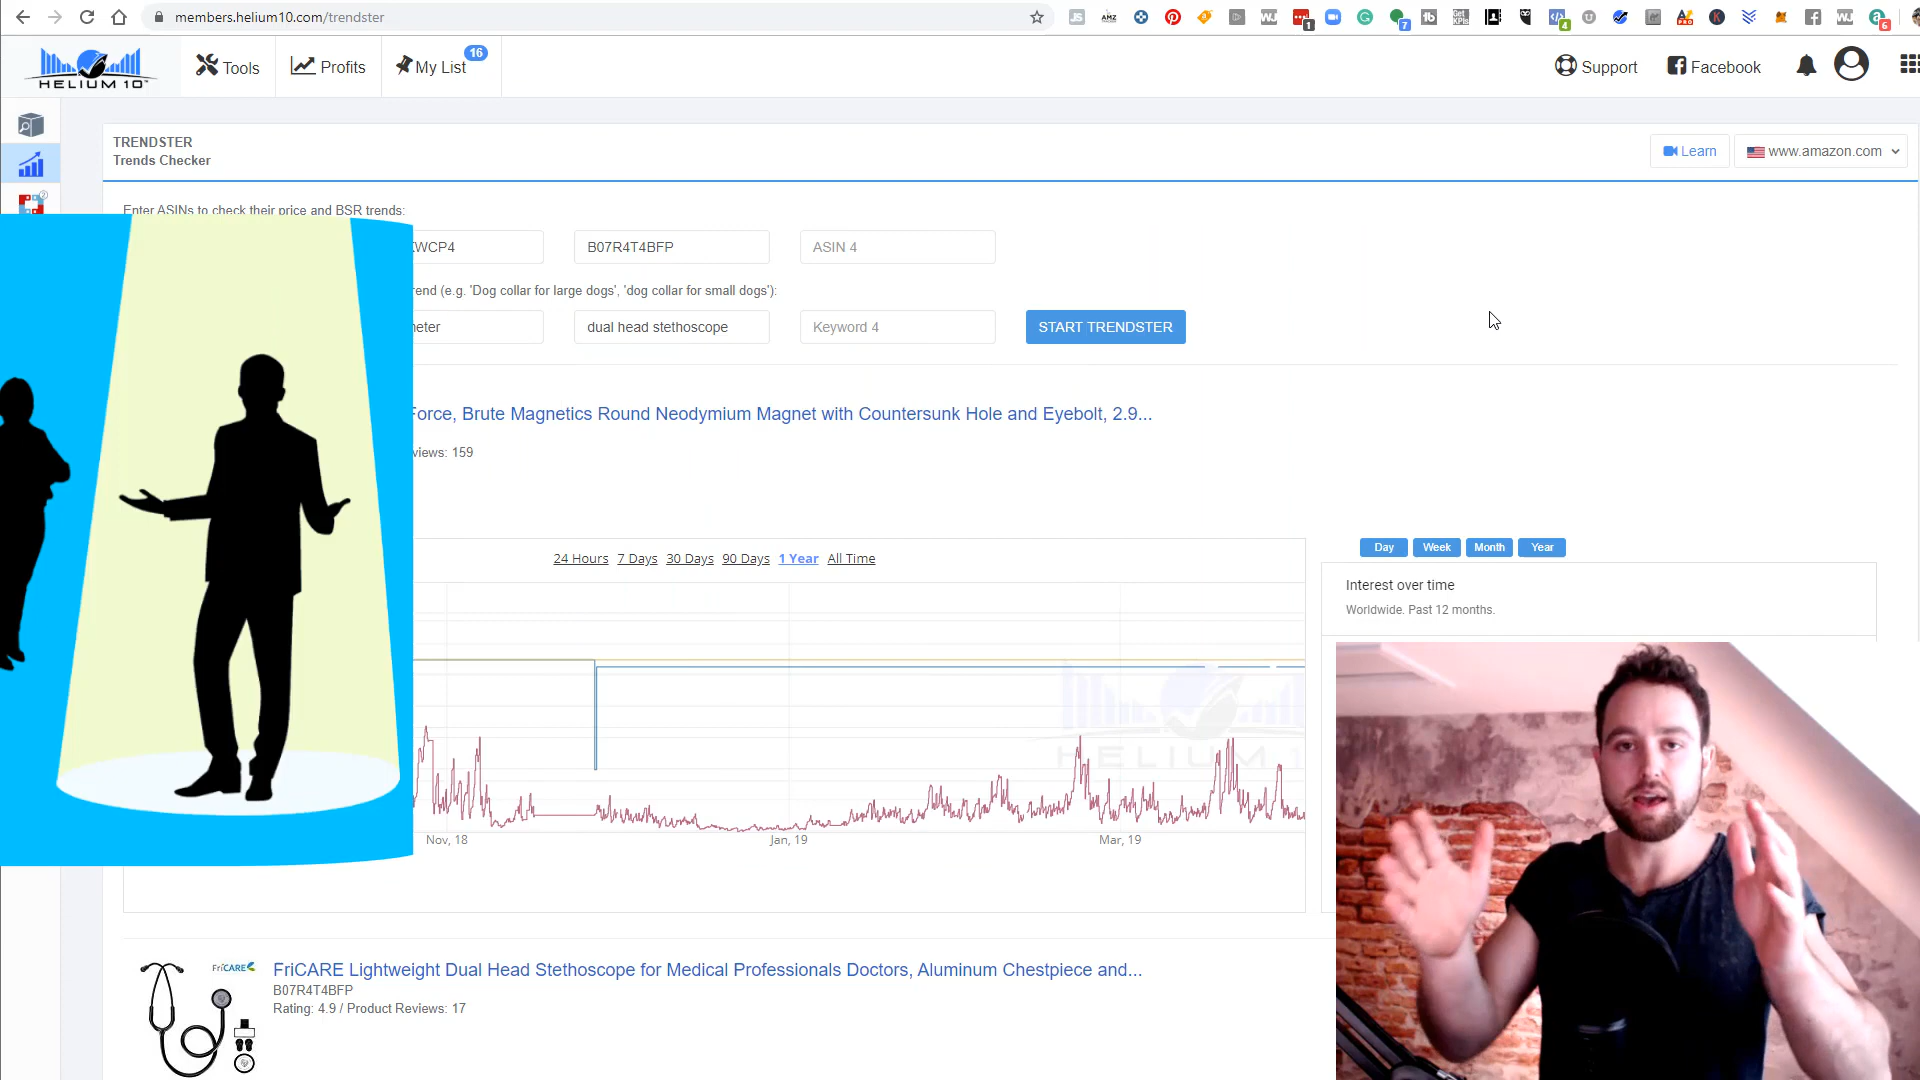 members.helium10.com/trendster
HELIUM 10
Tools
Profits
My List
16
Support
Facebook
TRENDSTER
Trends Checker
Learn
www.amazon.com
Enter ASINs to check their price and BSR trends:
WCP4
B07R4T4BFP
ASIN 4
rend (e.g. 'Dog collar for large dogs', 'dog collar for small dogs'):
eter
dual head stethoscope
Keyword 4
START TRENDSTER
Force, Brute Magnetics Round Neodymium Magnet with Countersunk Hole and Eyebolt, 2.9...
views: 159
24 Hours 7 Days 30 Days 90 Days 1 Year All Time
Day Week Month Year
Interest over time
Worldwide. Past 12 months.
HELIUM 1
Nov, 18
Jan, 19
Mar, 19
FriCARE
FriCARE Lightweight Dual Head Stethoscope for Medical Professionals Doctors, Aluminum Chestpiece and...
B07R4T4BFP
Rating: 4.9 / Product Reviews: 17